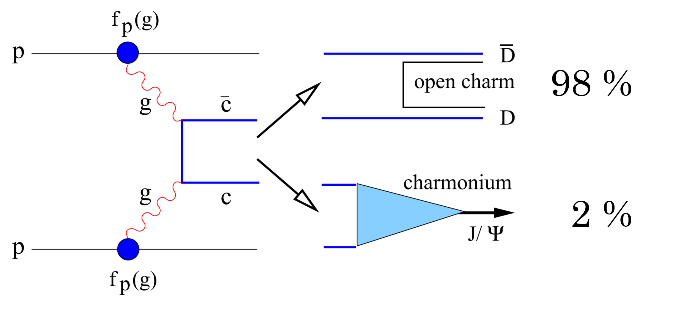 f_p(g)
p
D̅
g
c̅
open charm
98 %
D
g
c
charmonium
2 %
J/Ψ
p
f_p(g)